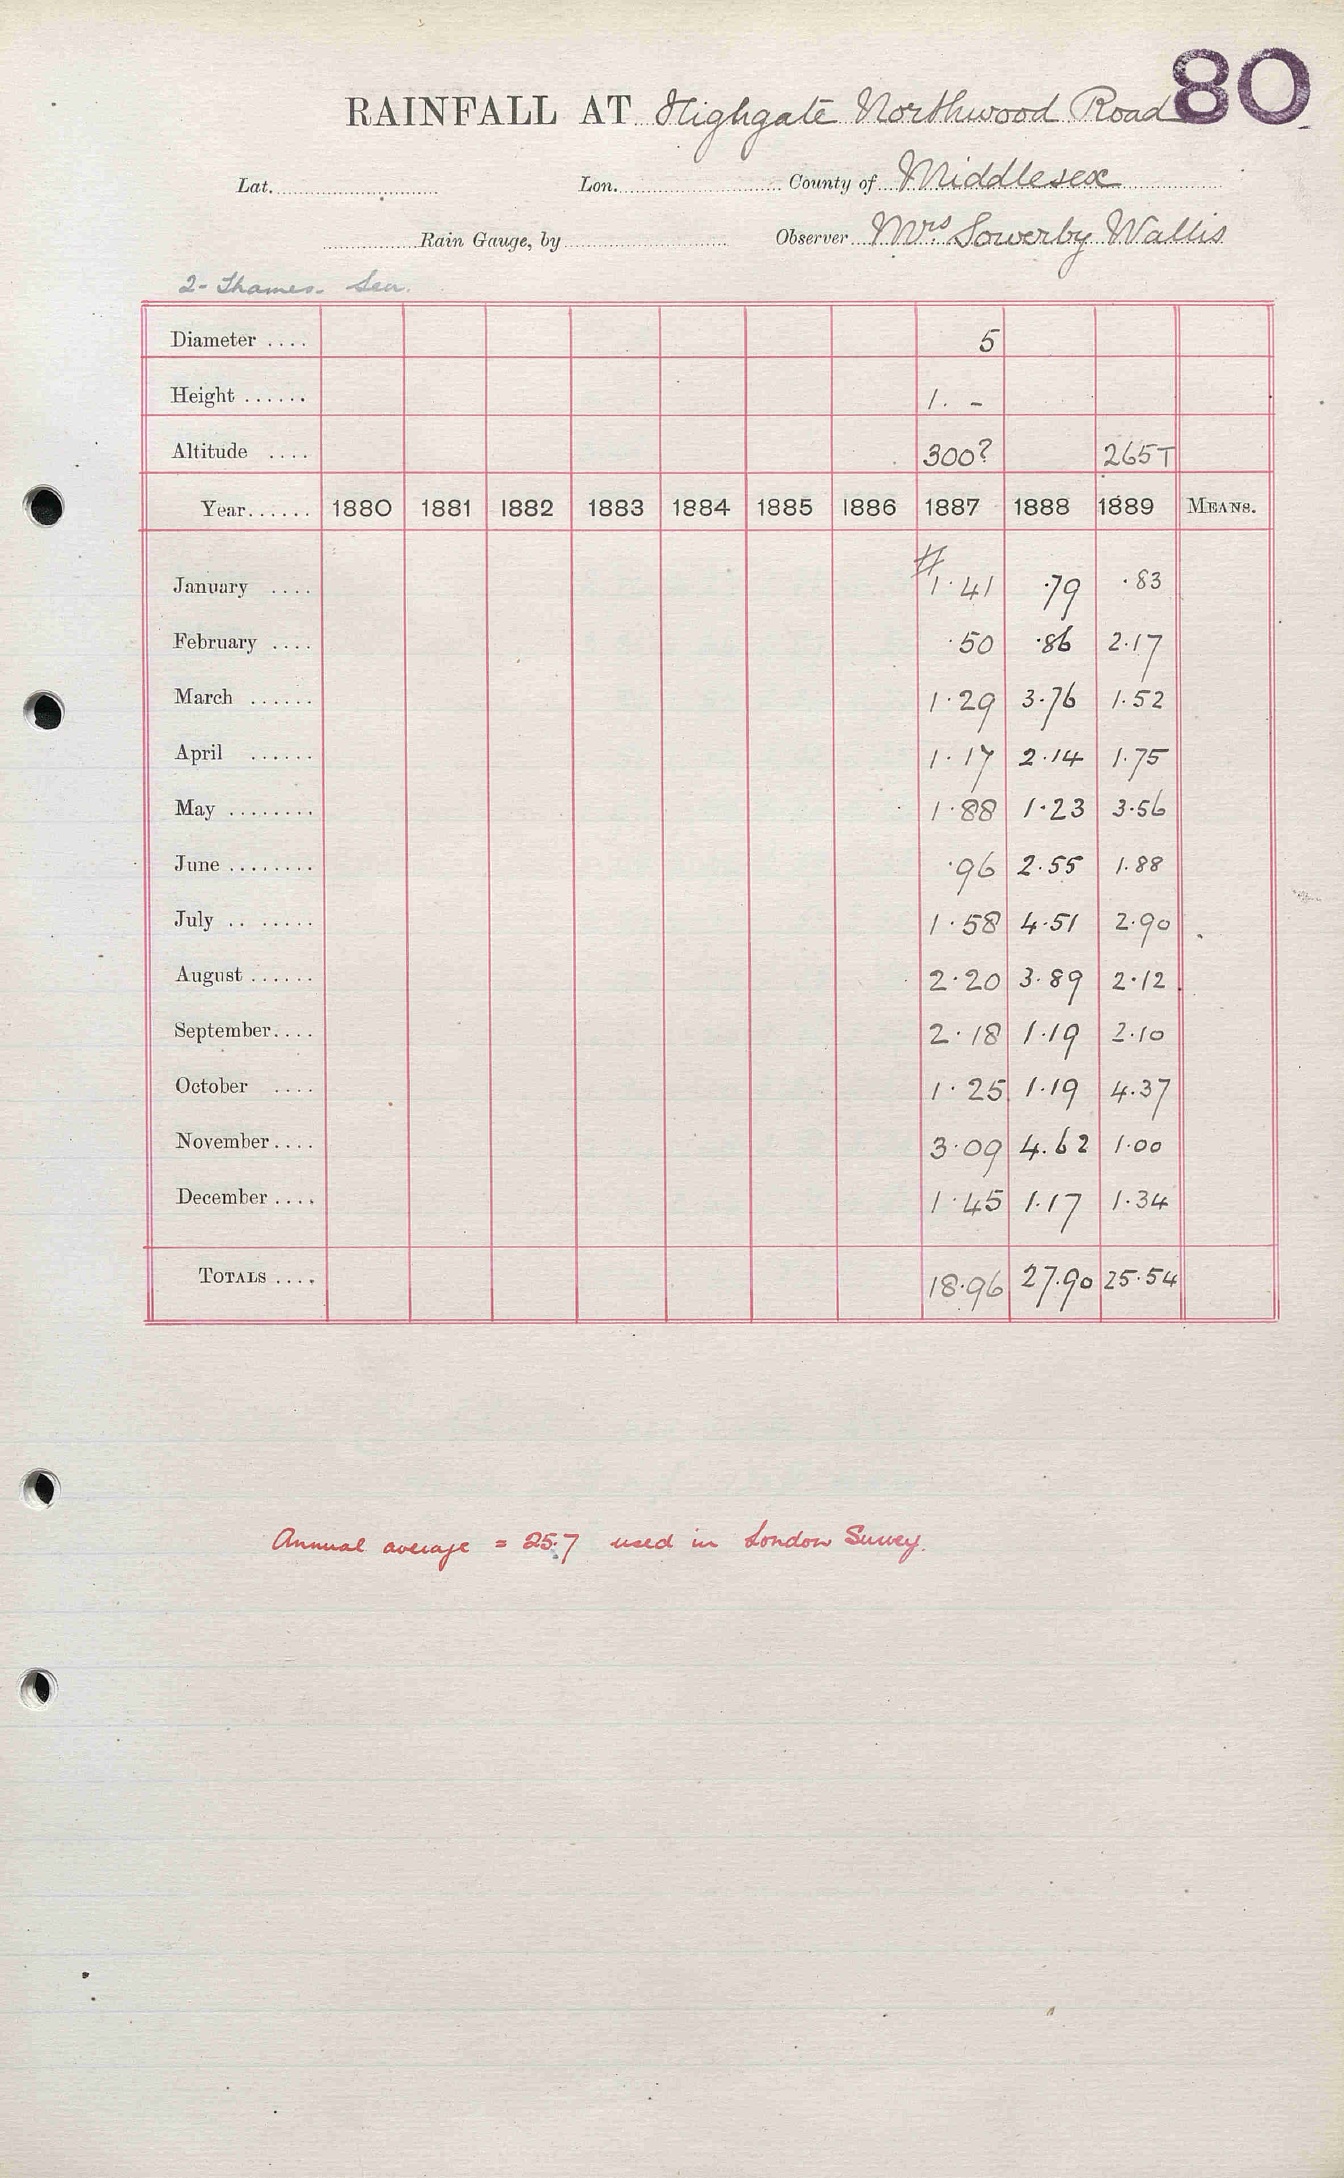 80
RAINFALL AT Highgate Northwood Road
Lat. Lon. County of Middlesex
Rain Gauge, by Observer Mrs Sowerby Wallis
2- Thames- Sea.
Diameter .... 5
Height ...... 1. -
Altitude .... 300? 265T
Year...... 1880 1881 1882 1883 1884 1885 1886 1887 1888 1889 MEANS.
#
January .... 1.41 .79 .83
February .... .50 .86 2.17
March ...... 1.29 3.76 1.52
April ...... 1.17 2.14 1.75
May ........ 1.88 1.23 3.56
June ........ .96 2.55 1.88
July .. ...... 1.58 4.51 2.90
August ...... 2.20 3.89 2.12
September.... 2.18 1.19 2.10
October .... 1.25 1.19 4.37
November.... 3.09 4.62 1.00
December .... 1.45 1.17 1.34
TOTALS .... 18.96 27.90 25.54
Annual average = 25.7 used in London Survey.